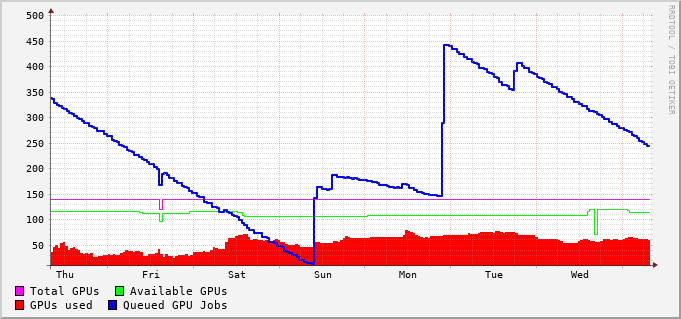 500
450
400
350
300
250
200
150
100
50
Thu Fri Sat Sun Mon Tue Wed
Total GPUs Available GPUs
GPUs used Queued GPU Jobs
RRDTOOL / TOBI OETIKER